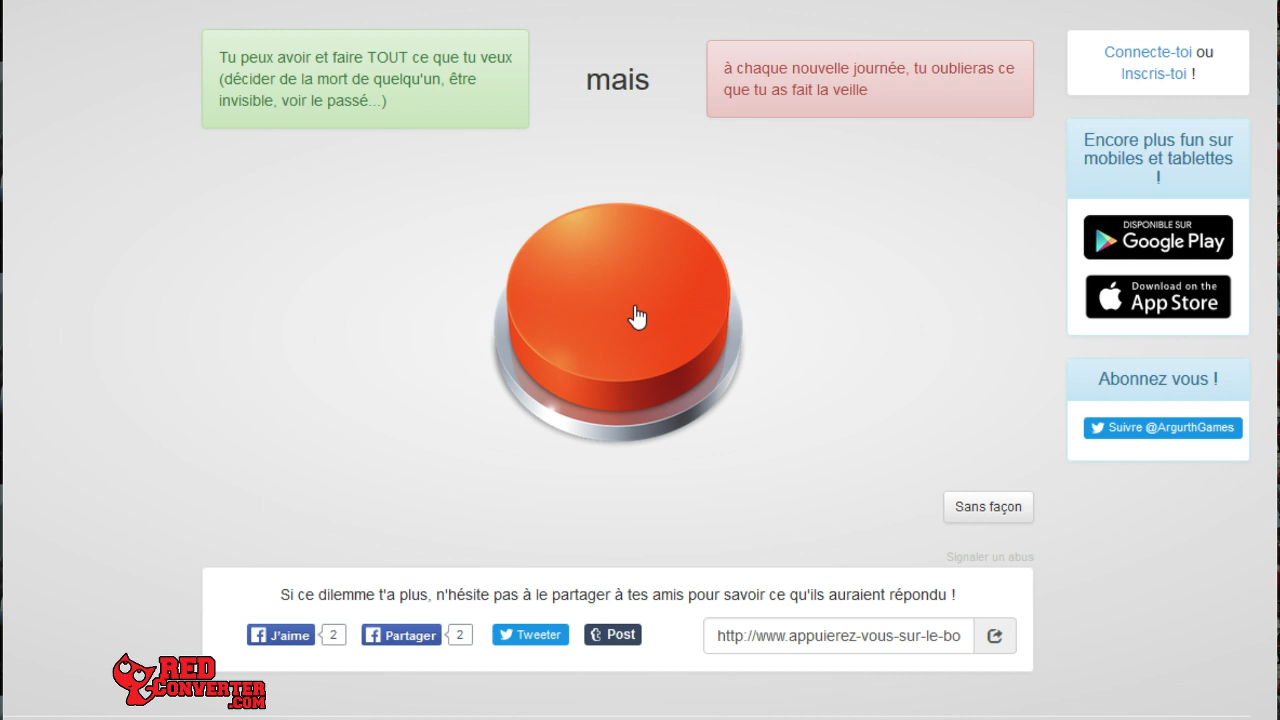 Tu peux avoir et faire TOUT ce que tu veux
(décider de la mort de quelqu'un, être
invisible, voir le passé...)
mais
à chaque nouvelle journée, tu oublieras ce
que tu as fait la veille
Connecte-toi ou
Inscris-toi !
Encore plus fun sur
mobiles et tablettes
!
DISPONIBLE SUR
Google Play
Download on the
App Store
Abonnez vous !
Suivre @ArgurthGames
Sans façon
Signaler un abus
Si ce dilemme t'a plus, n'hésite pas à le partager à tes amis pour savoir ce qu'ils auraient répondu !
J'aime 2 Partager 2 Tweeter Post http://www.appuierez-vous-sur-le-bo
RED
CONVERTER
.COM